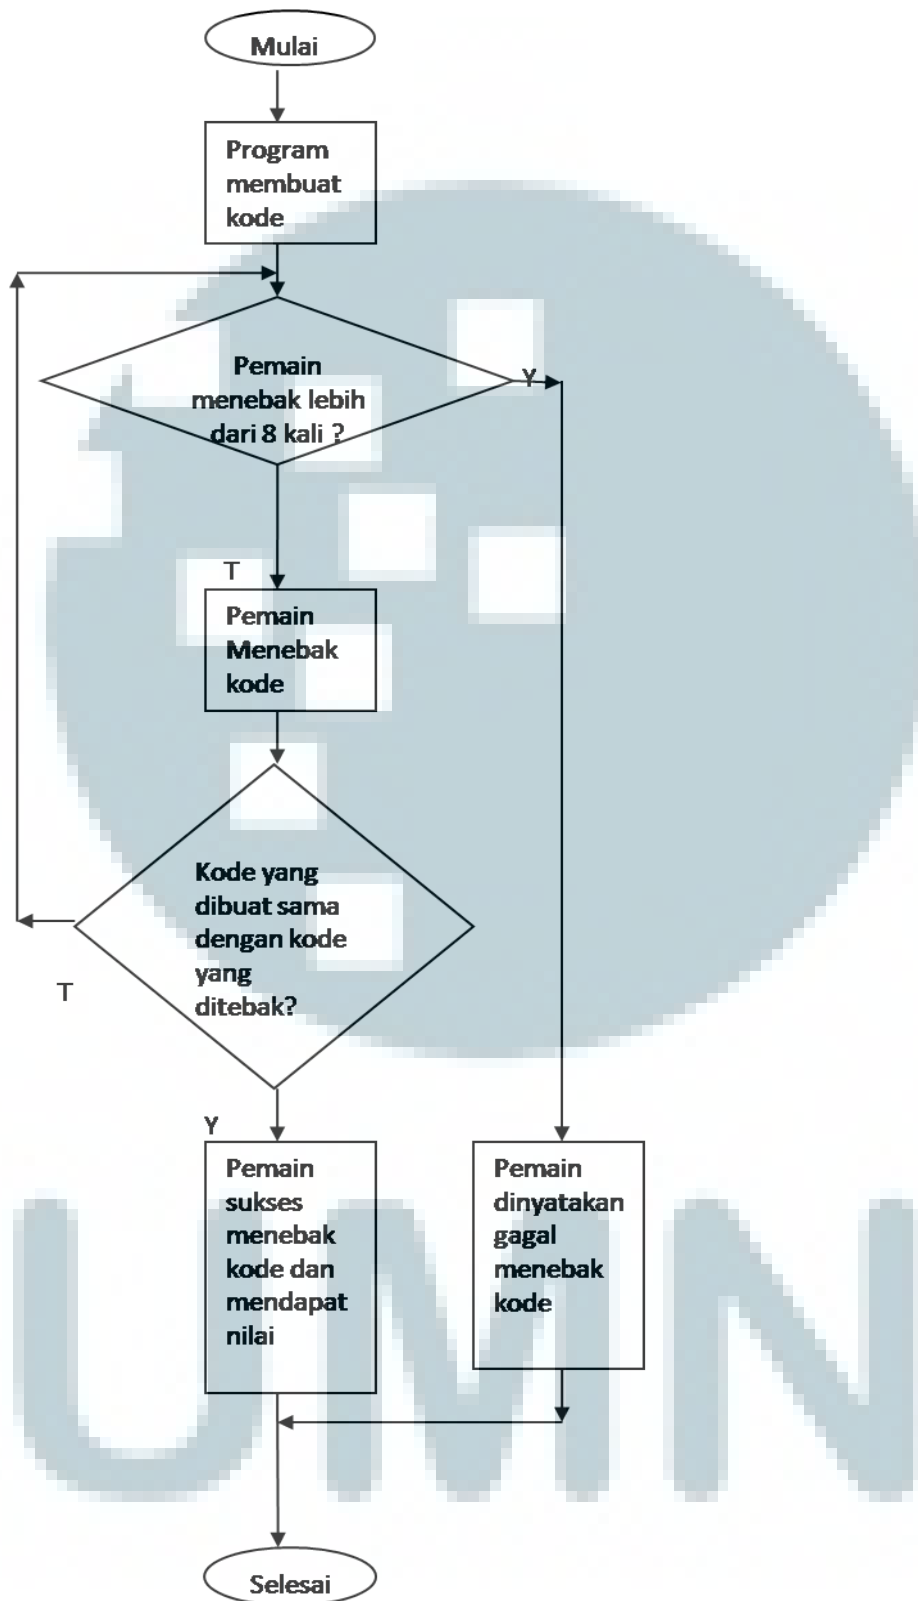 Mulai
Program
membuat
kode
Pemain
menebak lebih
dari 8 kali ?
Y
T
Pemain
Menebak
kode
Kode yang
dibuat sama
dengan kode
yang
ditebak?
T
Y
Pemain
sukses
menebak
kode dan
mendapat
nilai
Pemain
dinyatakan
gagal
menebak
kode
Selesai
UMN